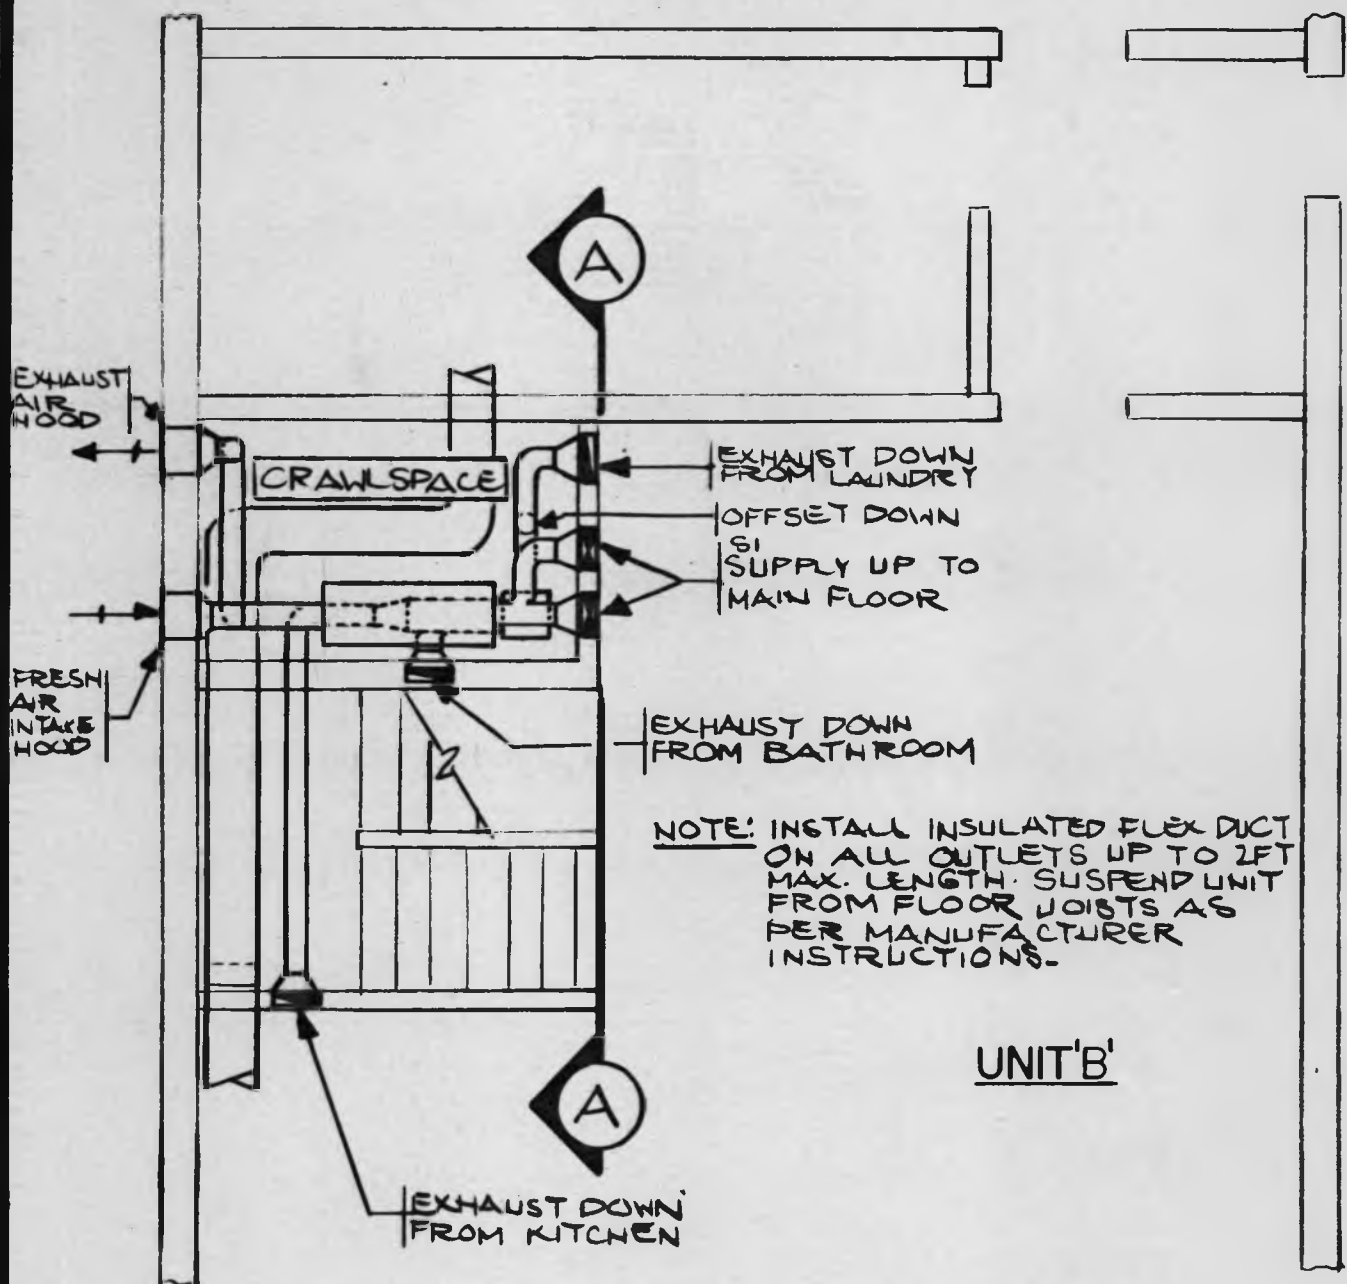 A
EXHAUST
AIR
HOOD
CRAWLSPACE
EXHAUST DOWN
FROM LAUNDRY
OFFSET DOWN
SUPPLY UP TO
MAIN FLOOR
FRESH
AIR
INTAKE
HOOD
EXHAUST DOWN
FROM BATHROOM
NOTE: INSTALL INSULATED FLEX DUCT
ON ALL OUTLETS UP TO 2FT
MAX. LENGTH. SUSPEND UNIT
FROM FLOOR JOISTS AS
PER MANUFACTURER
INSTRUCTIONS.
UNIT'B'
A
EXHAUST DOWN
FROM KITCHEN